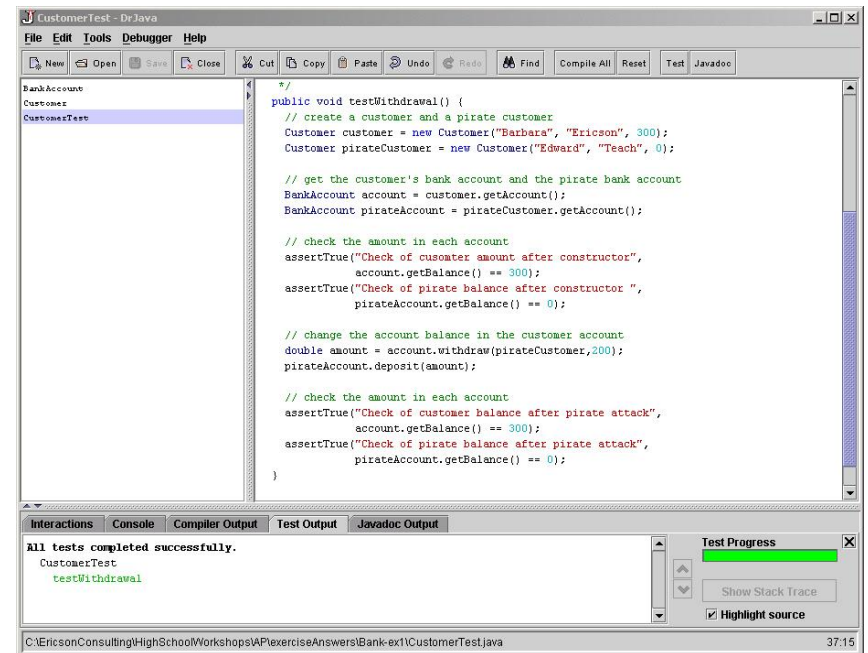 CustomerTest - DrJava
File Edit Tools Debugger Help
New Open Save Close Cut Copy Paste Undo Redo Find Compile All Reset Test Javadoc
BankAccount
Customer
CustomerTest
*/
public void testWithdrawal() {
// create a customer and a pirate customer
Customer customer = new Customer("Barbara", "Ericson", 300);
Customer pirateCustomer = new Customer("Edward", "Teach", 0);
// get the customer's bank account and the pirate bank account
BankAccount account = customer.getAccount();
BankAccount pirateAccount = pirateCustomer.getAccount();
// check the amount in each account
assertTrue("Check of cusomter amount after constructor",
account.getBalance() == 300);
assertTrue("Check of pirate balance after constructor ",
pirateAccount.getBalance() == 0);
// change the account balance in the customer account
double amount = account.withdraw(pirateCustomer,200);
pirateAccount.deposit(amount);
// check the amount in each account
assertTrue("Check of customer balance after pirate attack",
account.getBalance() == 300);
assertTrue("Check of pirate balance after pirate attack",
pirateAccount.getBalance() == 0);
}
Interactions Console Compiler Output Test Output Javadoc Output
All tests completed successfully.
CustomerTest
testWithdrawal
Test Progress
Show Stack Trace
Highlight source
C:\EricsonConsulting\HighSchoolWorkshops\AP\exerciseAnswers\Bank-ex1\CustomerTest.java 37:15